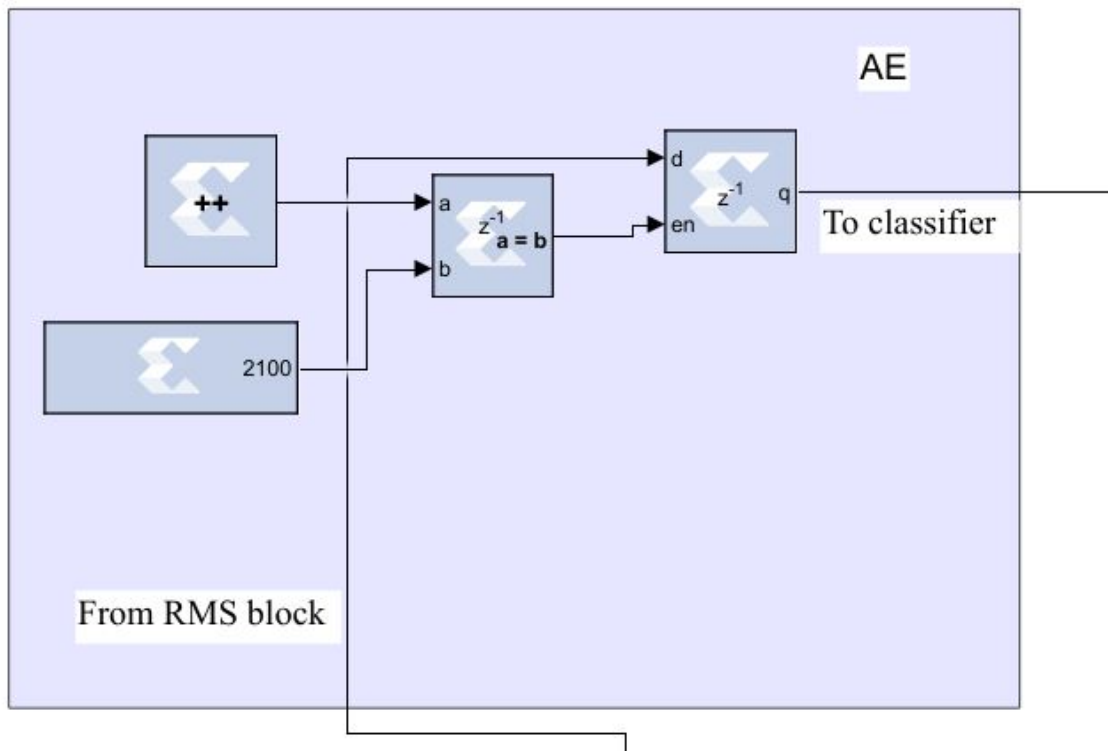 AE
++
a
z⁻¹
a = b
b
d
z⁻¹
q
en
To classifier
2100
From RMS block